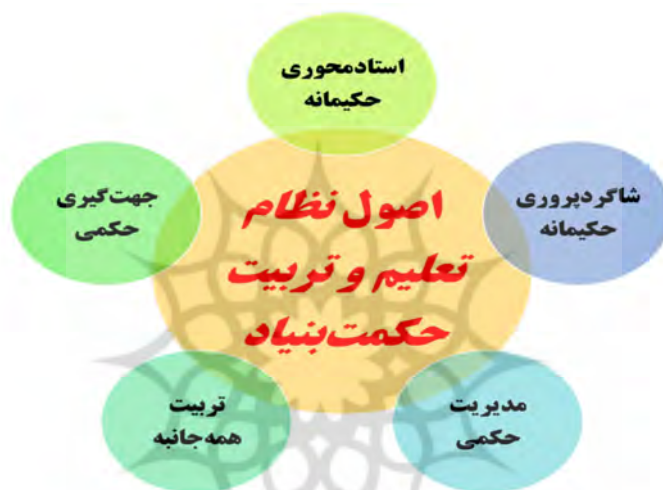 استادمحوری
حکیمانه
شاگردپروری
حکیمانه
جهت‌گیری
حکمی
اصول نظام
تعلیم و تربیت
حکمت‌بنیاد
مدیریت
حکمی
تربیت
همه‌جانبه